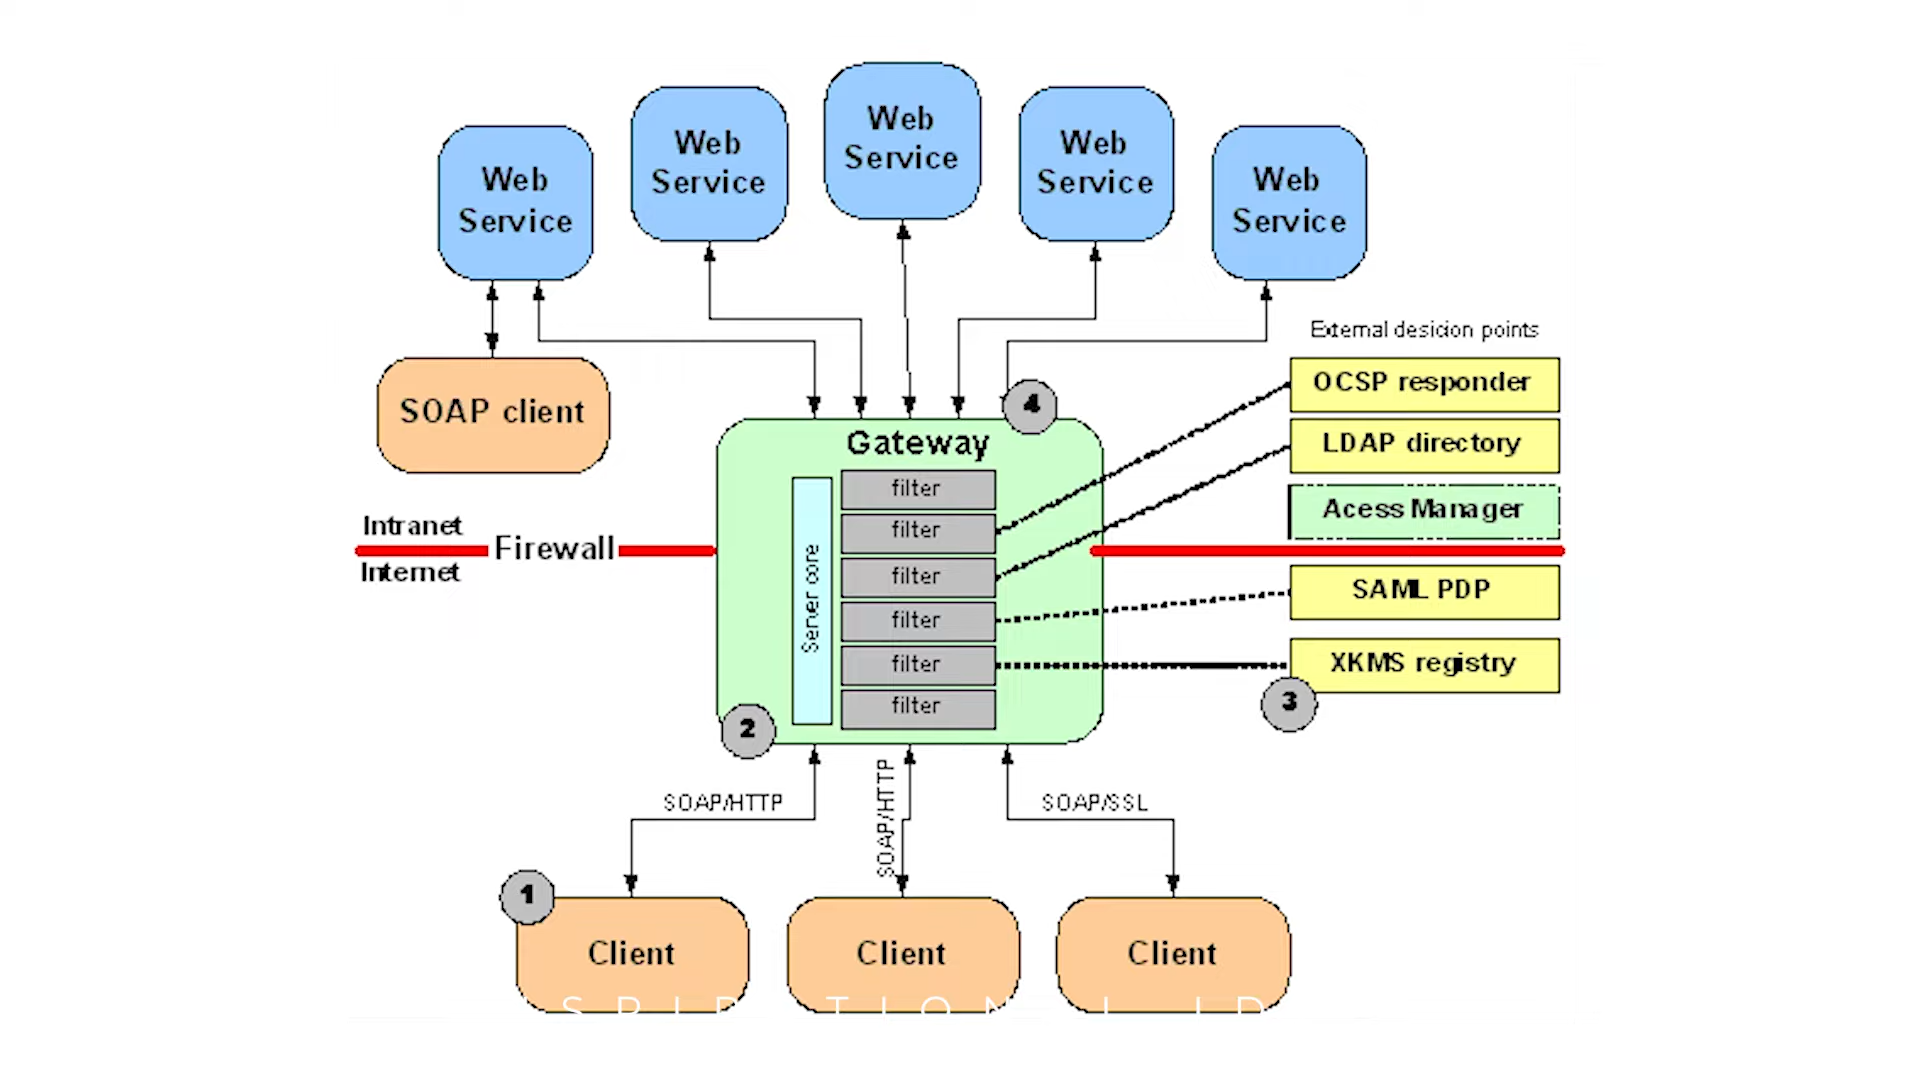 Web
Service
Web
Service
Web
Service
Web
Service
Web
Service
External desicion points
OCSP responder
SOAP client
LDAP directory
4
Gateway
Acess Manager
filter
filter
filter
filter
filter
filter
Server core
Intranet
Firewall
Internet
SAML PDP
XKMS registry
3
2
SOAP/HTTP
SOAP/HTTP
SOAP/SSL
1
Client
Client
Client